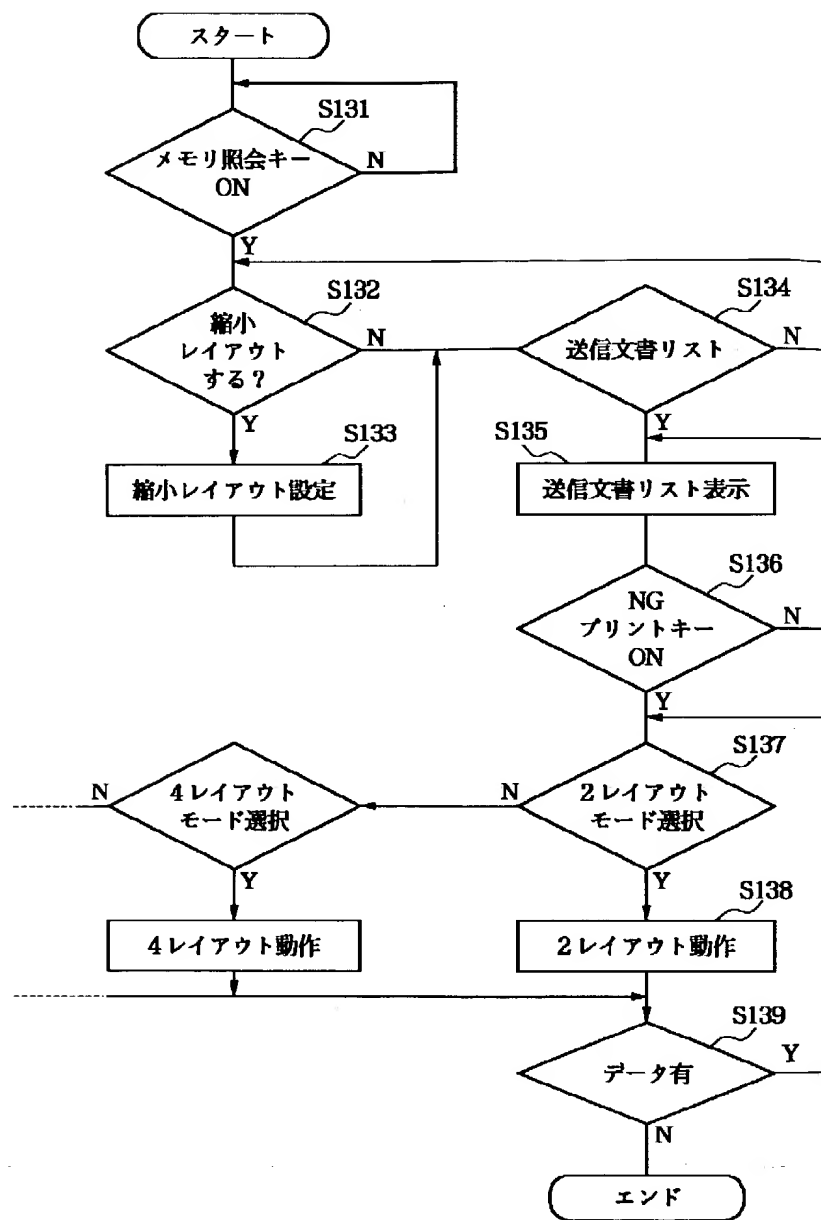 スタート
S131
メモリ照会キー
ON
N
Y
S132
縮小
レイアウト
する?
N
Y
S133
縮小レイアウト設定
S134
送信文書リスト
N
Y
S135
送信文書リスト表示
S136
NG
プリントキー
ON
N
Y
S137
2レイアウト
モード選択
N
Y
4レイアウト
モード選択
N
Y
4レイアウト動作
S138
2レイアウト動作
S139
データ有
Y
N
エンド